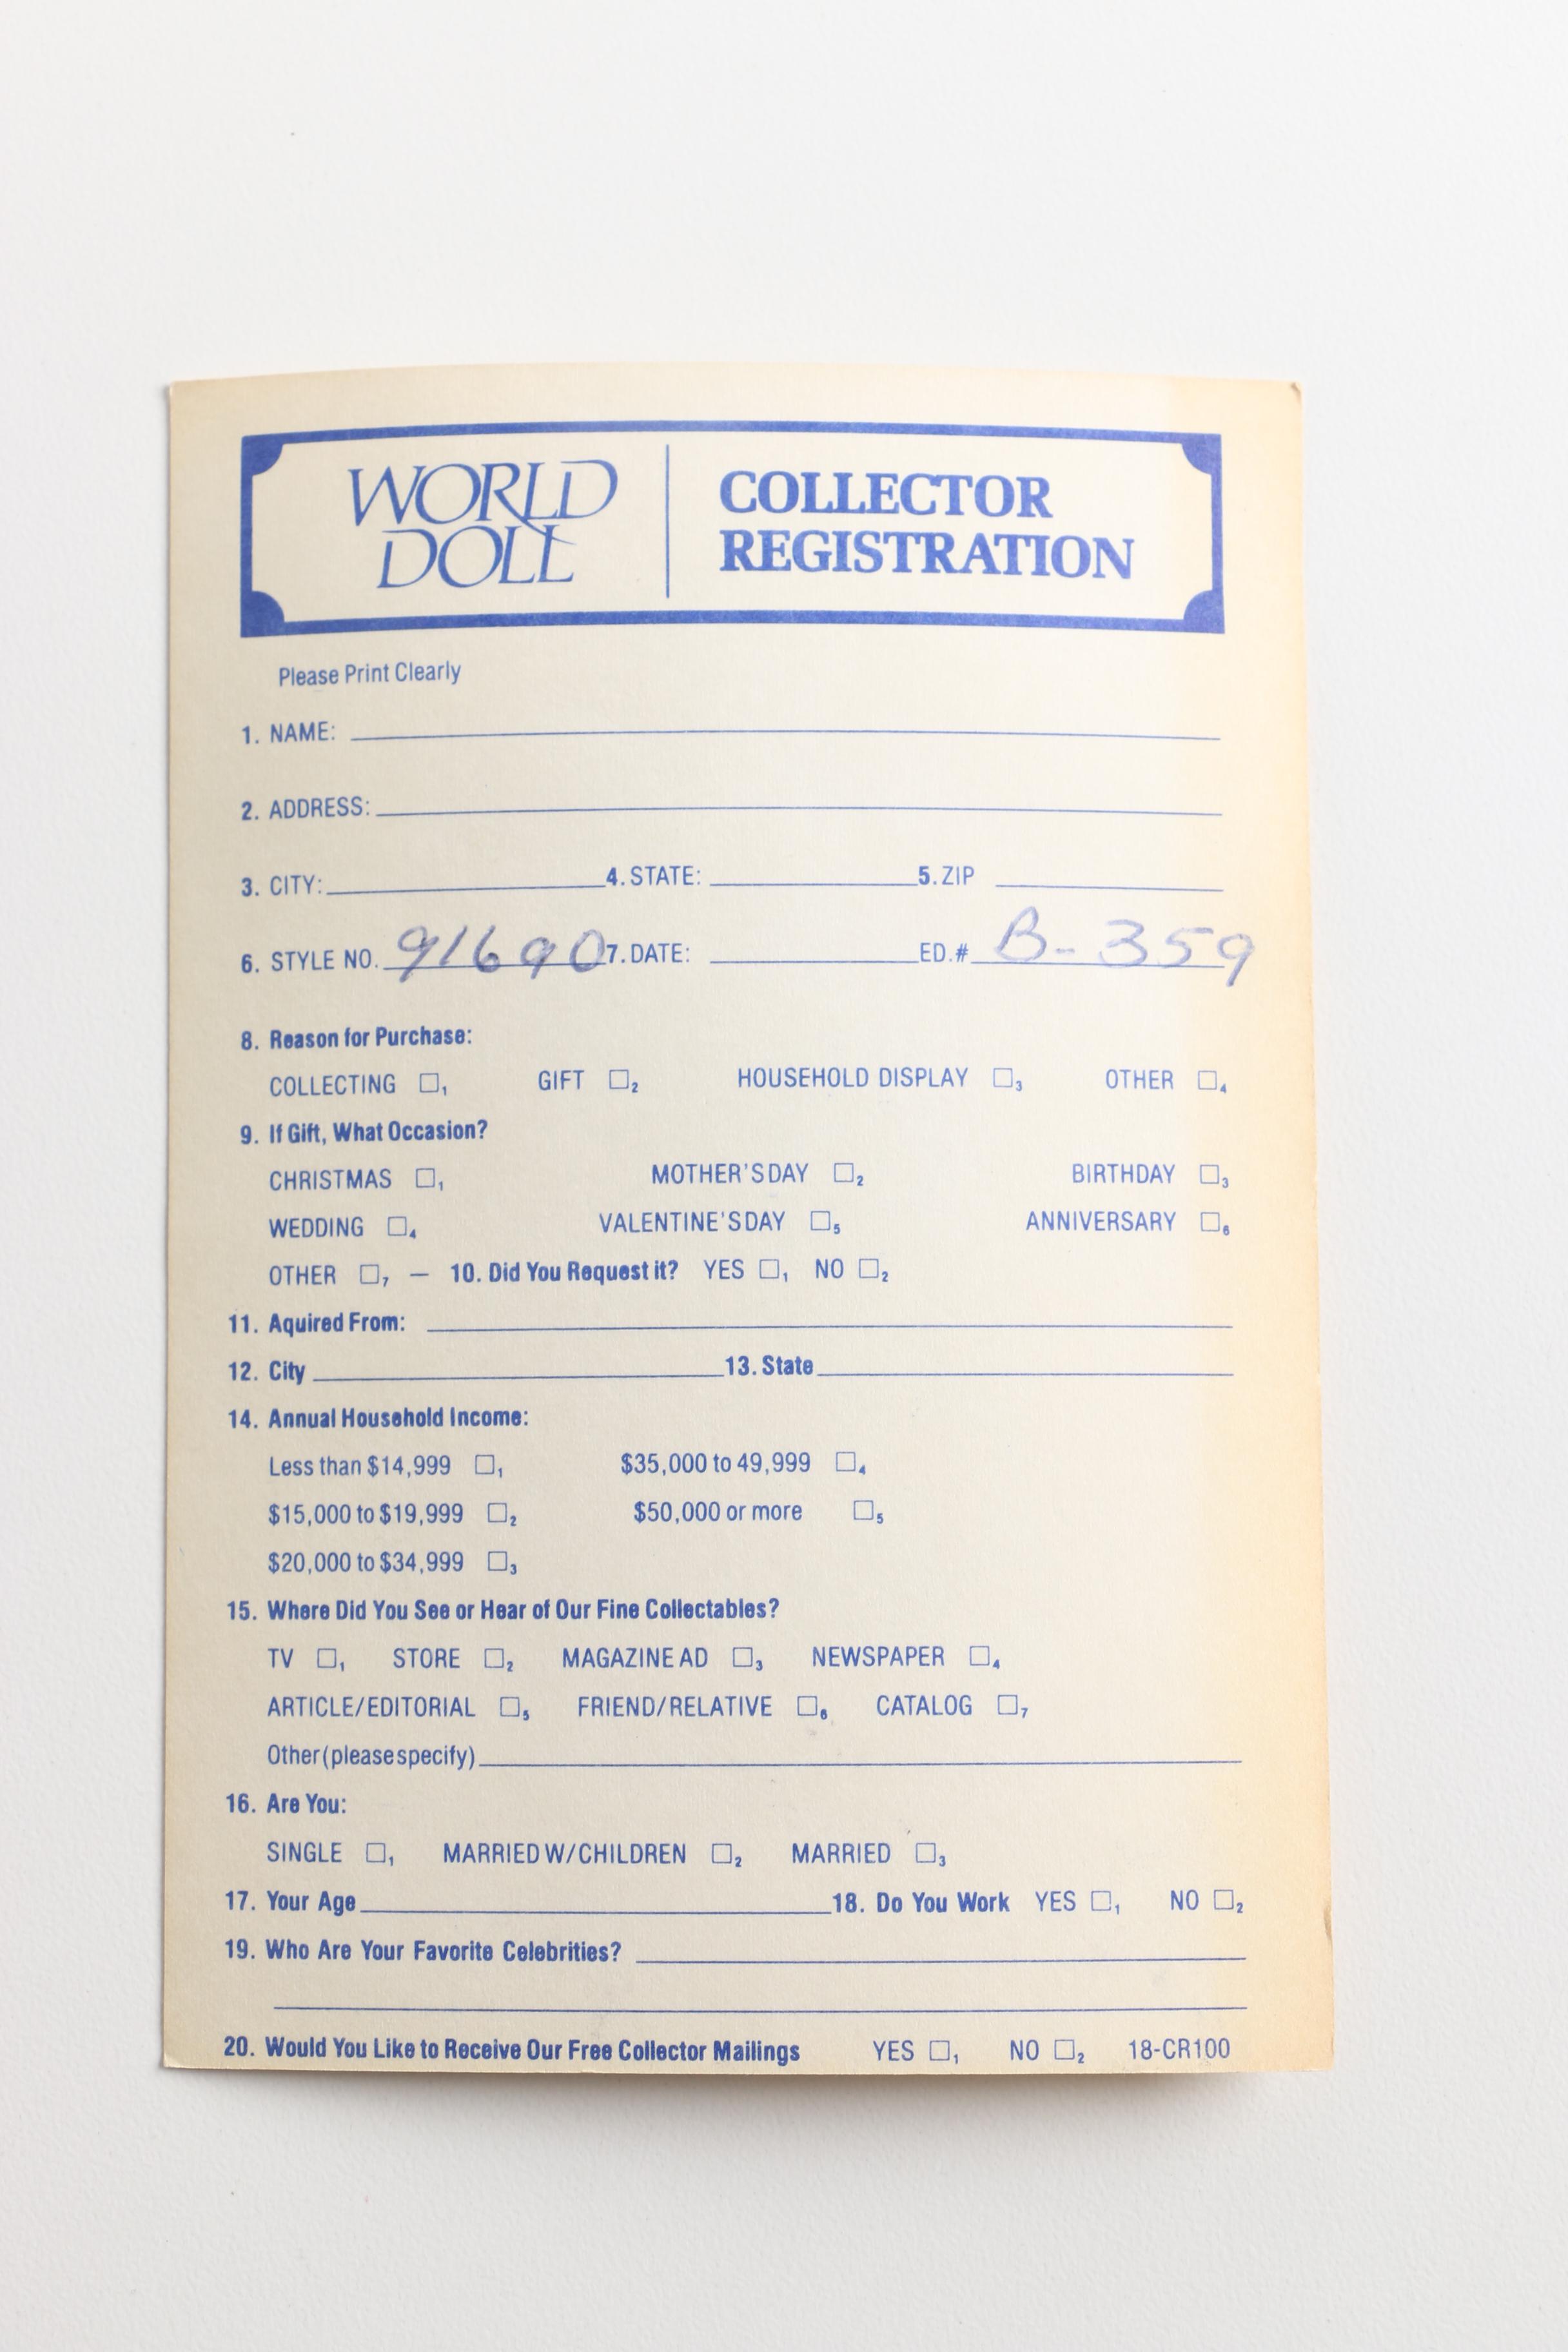 WORLD
DOLL
COLLECTOR
REGISTRATION
Please Print Clearly
1. NAME:
2. ADDRESS:
3. CITY: 4. STATE: 5. ZIP
6. STYLE NO. 91690 7. DATE: ED.# B-359
8. Reason for Purchase:
COLLECTING □1 GIFT □2 HOUSEHOLD DISPLAY □3 OTHER □4
9. If Gift, What Occasion?
CHRISTMAS □1 MOTHER'S DAY □2 BIRTHDAY □3
WEDDING □4 VALENTINE'S DAY □5 ANNIVERSARY □6
OTHER □7 — 10. Did You Request it? YES □1 NO □2
11. Aquired From:
12. City 13. State
14. Annual Household Income:
Less than $14,999 □1 $35,000 to 49,999 □4
$15,000 to $19,999 □2 $50,000 or more □5
$20,000 to $34,999 □3
15. Where Did You See or Hear of Our Fine Collectables?
TV □1 STORE □2 MAGAZINE AD □3 NEWSPAPER □4
ARTICLE/EDITORIAL □5 FRIEND/RELATIVE □6 CATALOG □7
Other (please specify)
16. Are You:
SINGLE □1 MARRIED W/CHILDREN □2 MARRIED □3
17. Your Age 18. Do You Work YES □1 NO □2
19. Who Are Your Favorite Celebrities?
20. Would You Like to Receive Our Free Collector Mailings YES □1 NO □2 18-CR100